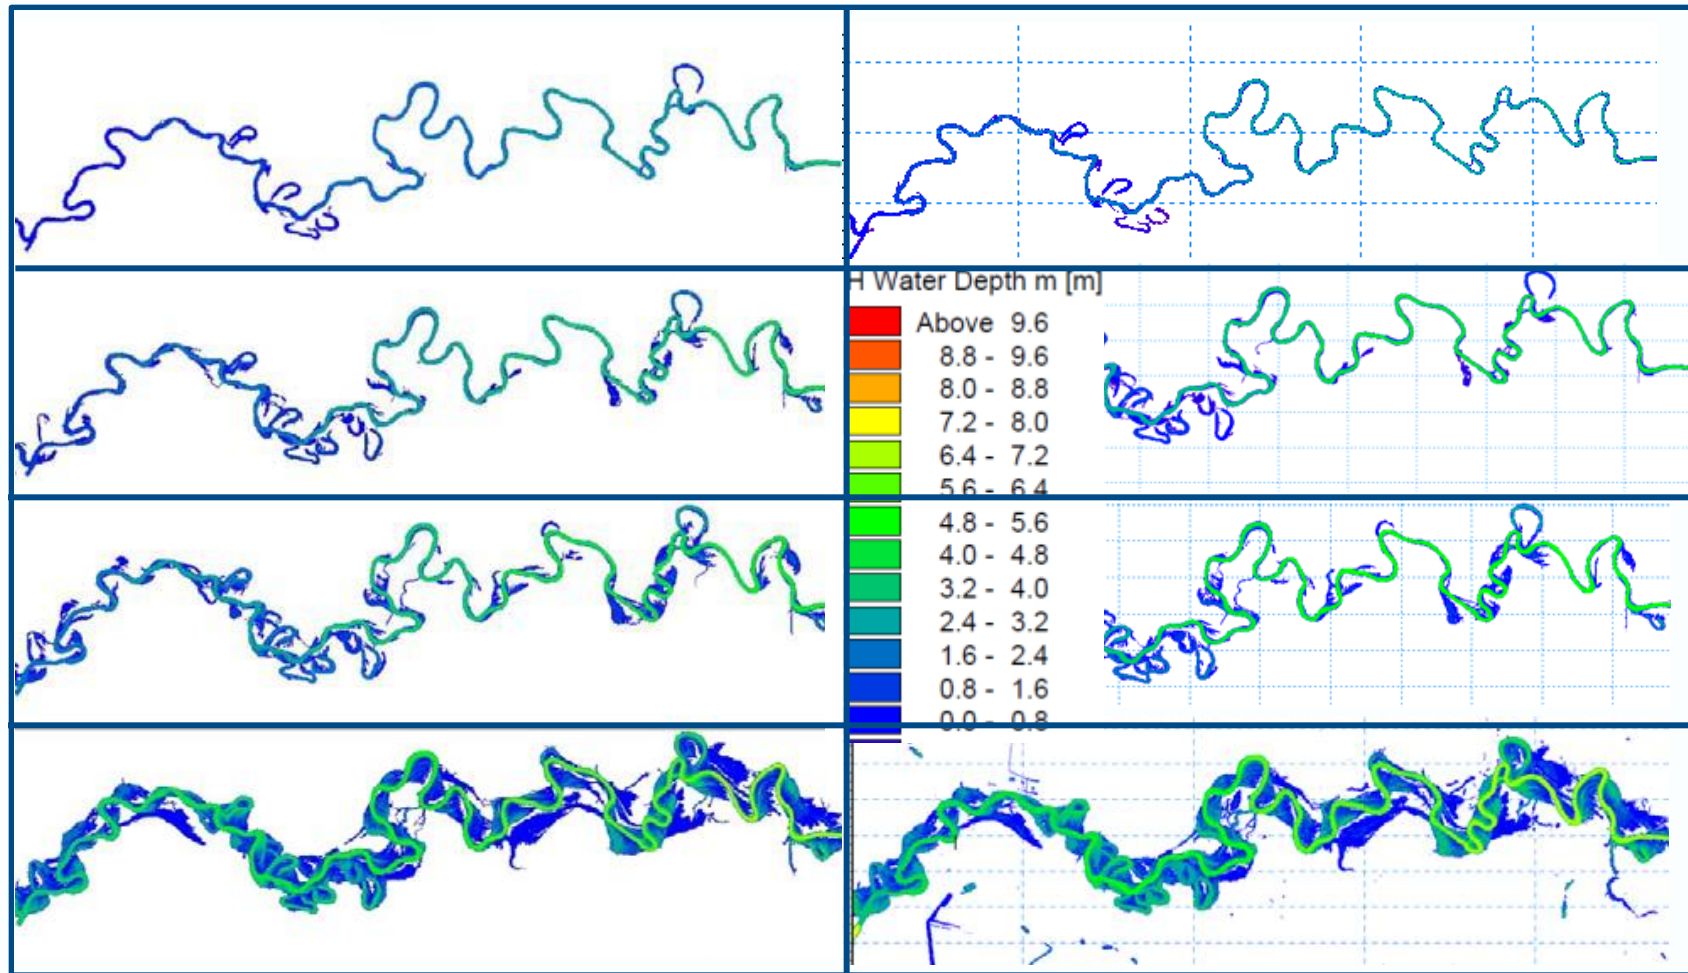 H Water Depth m [m]
Above 9.6
8.8 - 9.6
8.0 - 8.8
7.2 - 8.0
6.4 - 7.2
5.6 - 6.4
4.8 - 5.6
4.0 - 4.8
3.2 - 4.0
2.4 - 3.2
1.6 - 2.4
0.8 - 1.6
0.0 - 0.8